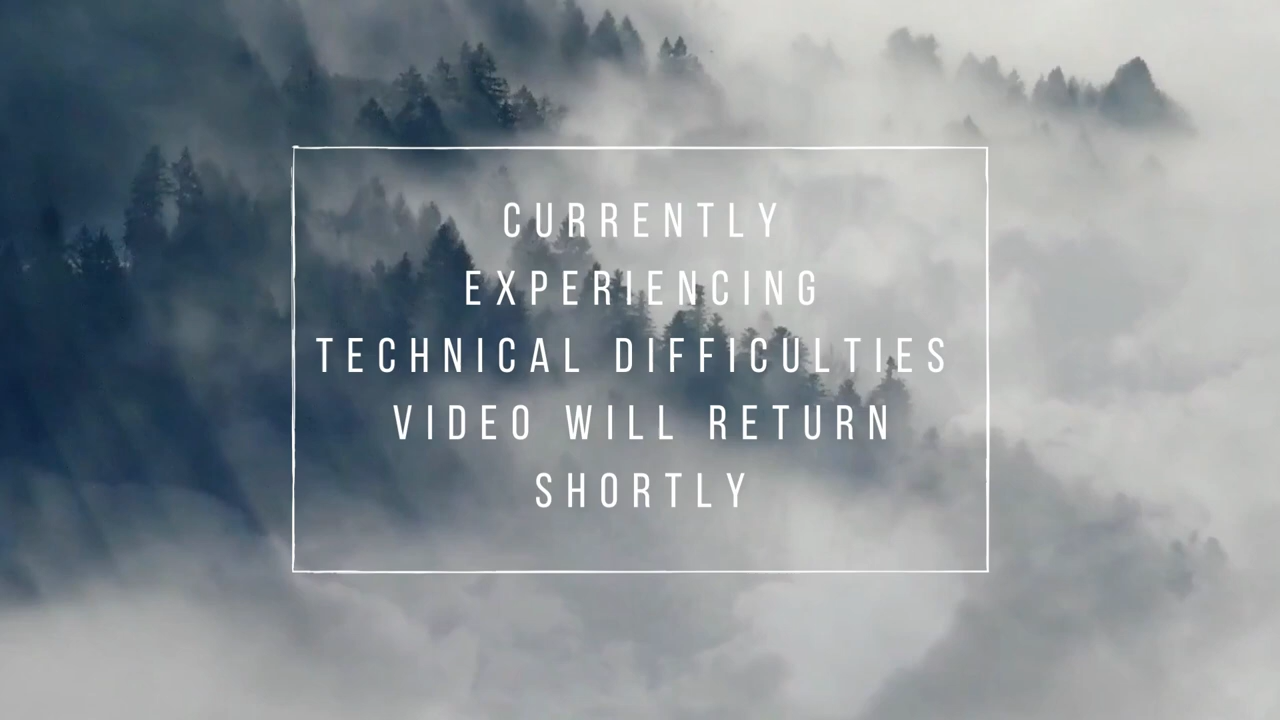 CURRENTLY
EXPERIENCING
TECHNICAL DIFFICULTIES
VIDEO WILL RETURN
SHORTLY